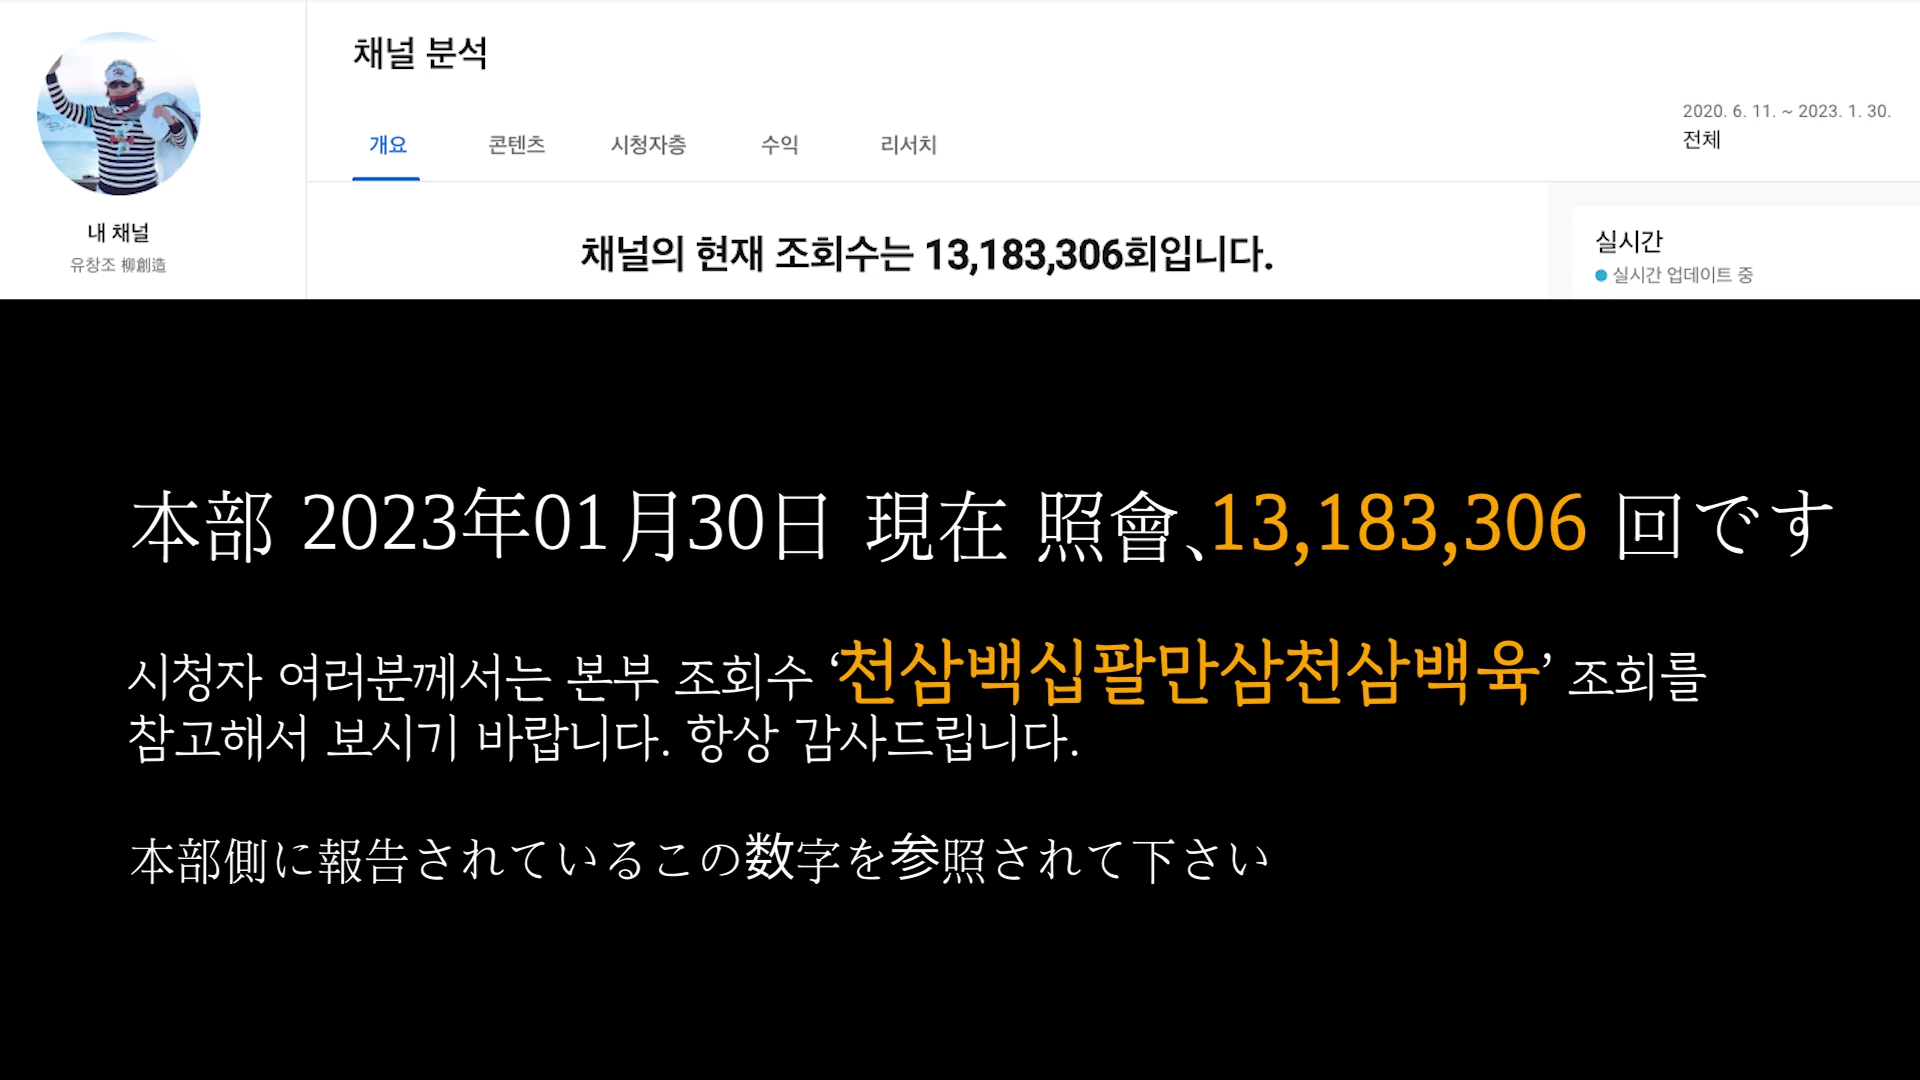 채널 분석
2020. 6. 11. ~ 2023. 1. 30.
전체
개요 콘텐츠 시청자층 수익 리서치
내 채널
유창조 柳創造
채널의 현재 조회수는 13,183,306회입니다.
실시간
실시간 업데이트 중
本部 2023年01月30日 現在 照會、13,183,306 回です
시청자 여러분께서는 본부 조회수 ‘천삼백십팔만삼천삼백육’ 조회를
참고해서 보시기 바랍니다. 항상 감사드립니다.
本部側に報告されているこの数字を参照されて下さい